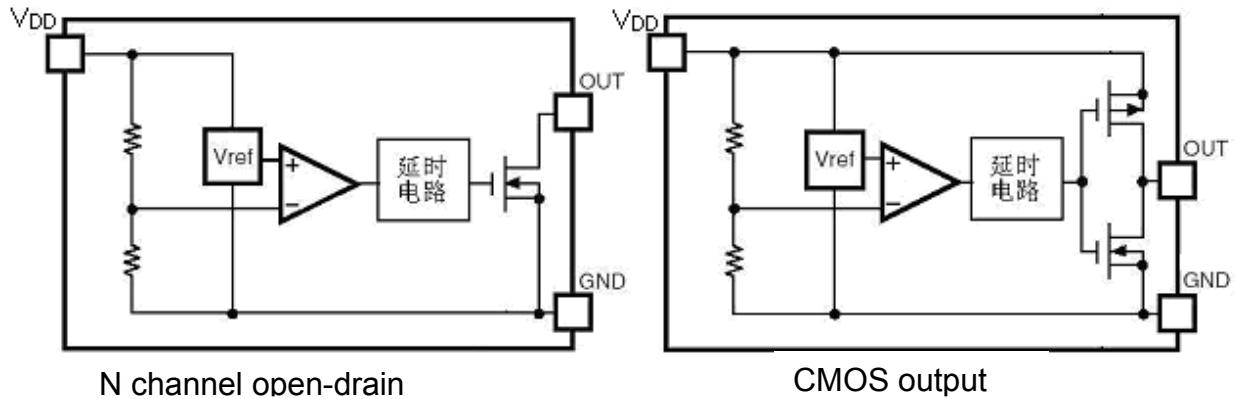 VDD
OUT
Vref
+
−
延时
电路
GND
N channel open-drain
VDD
OUT
Vref
+
−
延时
电路
GND
CMOS output